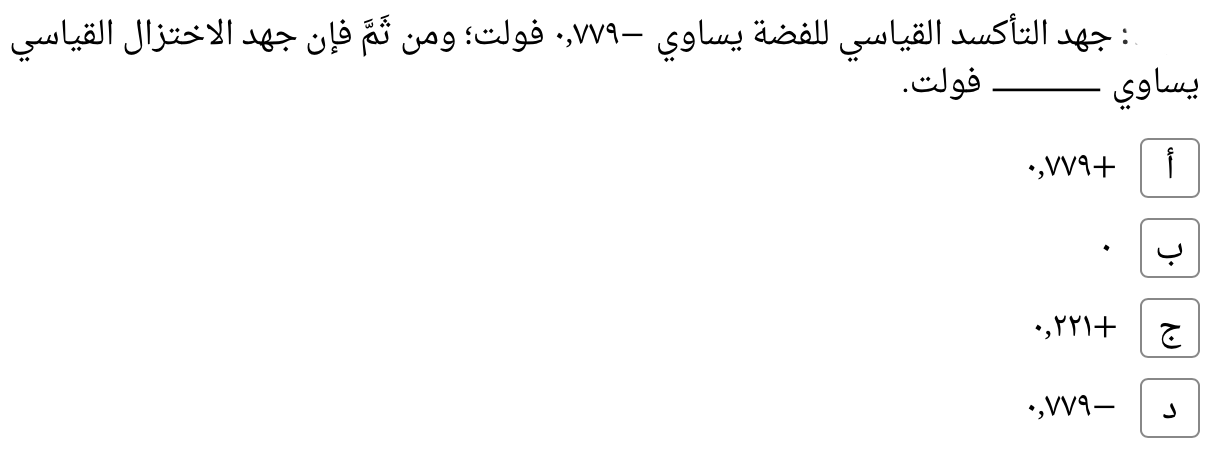 : جهد التأكسد القياسي للفضة يساوي −٠,٧٧٩ فولت؛ ومن ثَمَّ فإن جهد الاختزال القياسي
يساوي ______ فولت.
أ +٠,٧٧٩
ب ٠
ج +٠,٢٢١
د −٠,٧٧٩